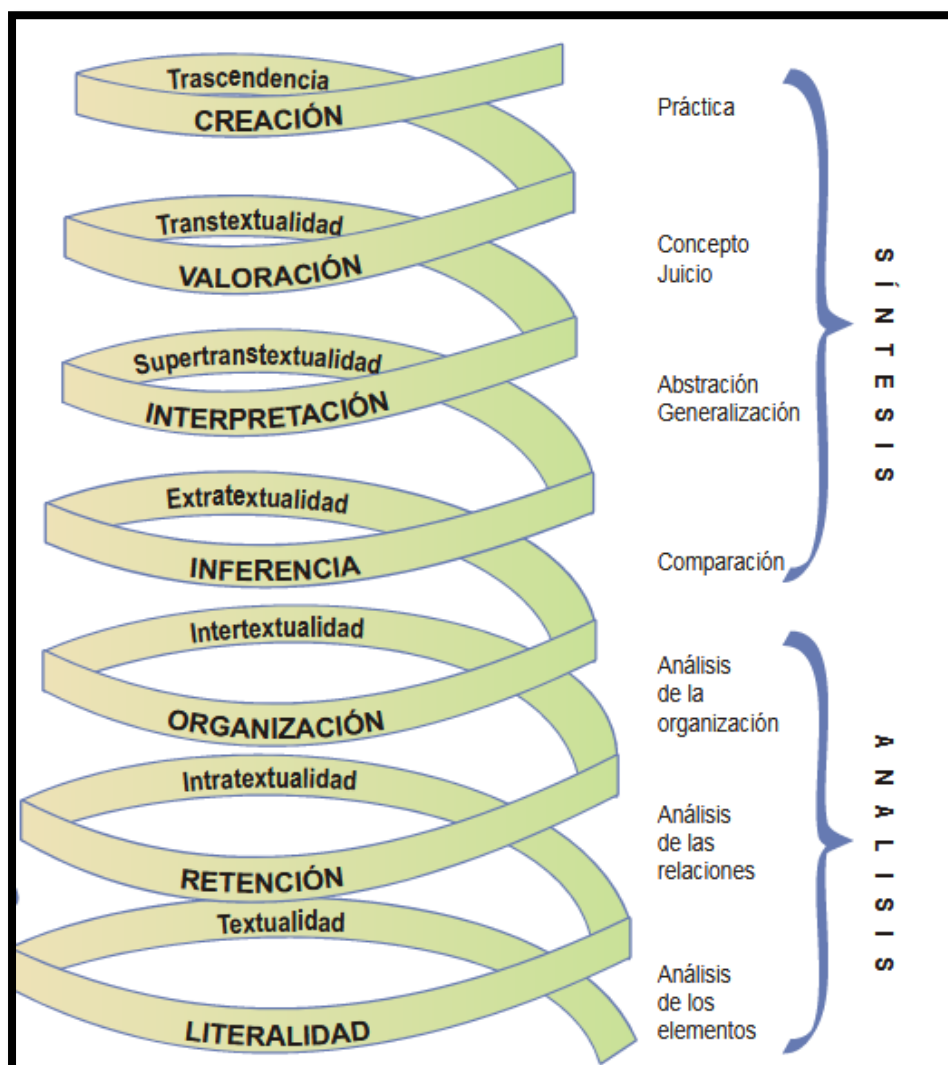 Trascendencia
CREACIÓN
Práctica
Transtextualidad
VALORACIÓN
Concepto
Juicio
Supertranstextualidad
INTERPRETACIÓN
Abstración
Generalización
Extratextualidad
INFERENCIA
Comparación
SÍNTESIS
Intertextualidad
ORGANIZACIÓN
Análisis
de la
organización
Intratextualidad
RETENCIÓN
Análisis
de las
relaciones
Textualidad
LITERALIDAD
Análisis
de los
elementos
ANALISIS